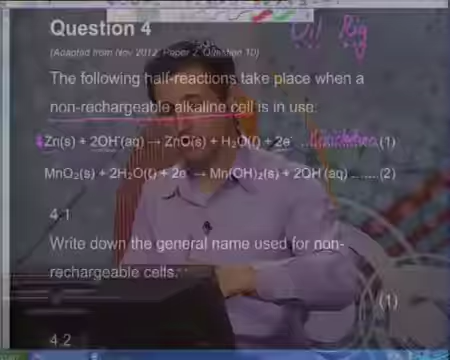 Question 4
Oil Rig
(Adapted from Nov 2012, Paper 2, Question 10)
The following half-reactions take place when a
non-rechargeable alkaline cell is in use:
Zn(s) + 2OH⁻(aq) → ZnO(s) + H₂O(ℓ) + 2e⁻ ... (1)
MnO₂(s) + 2H₂O(ℓ) + 2e⁻ → Mn(OH)₂(s) + 2OH⁻(aq) .......(2)
4.1
Write down the general name used for non-
rechargeable cells.
(1)
4.2